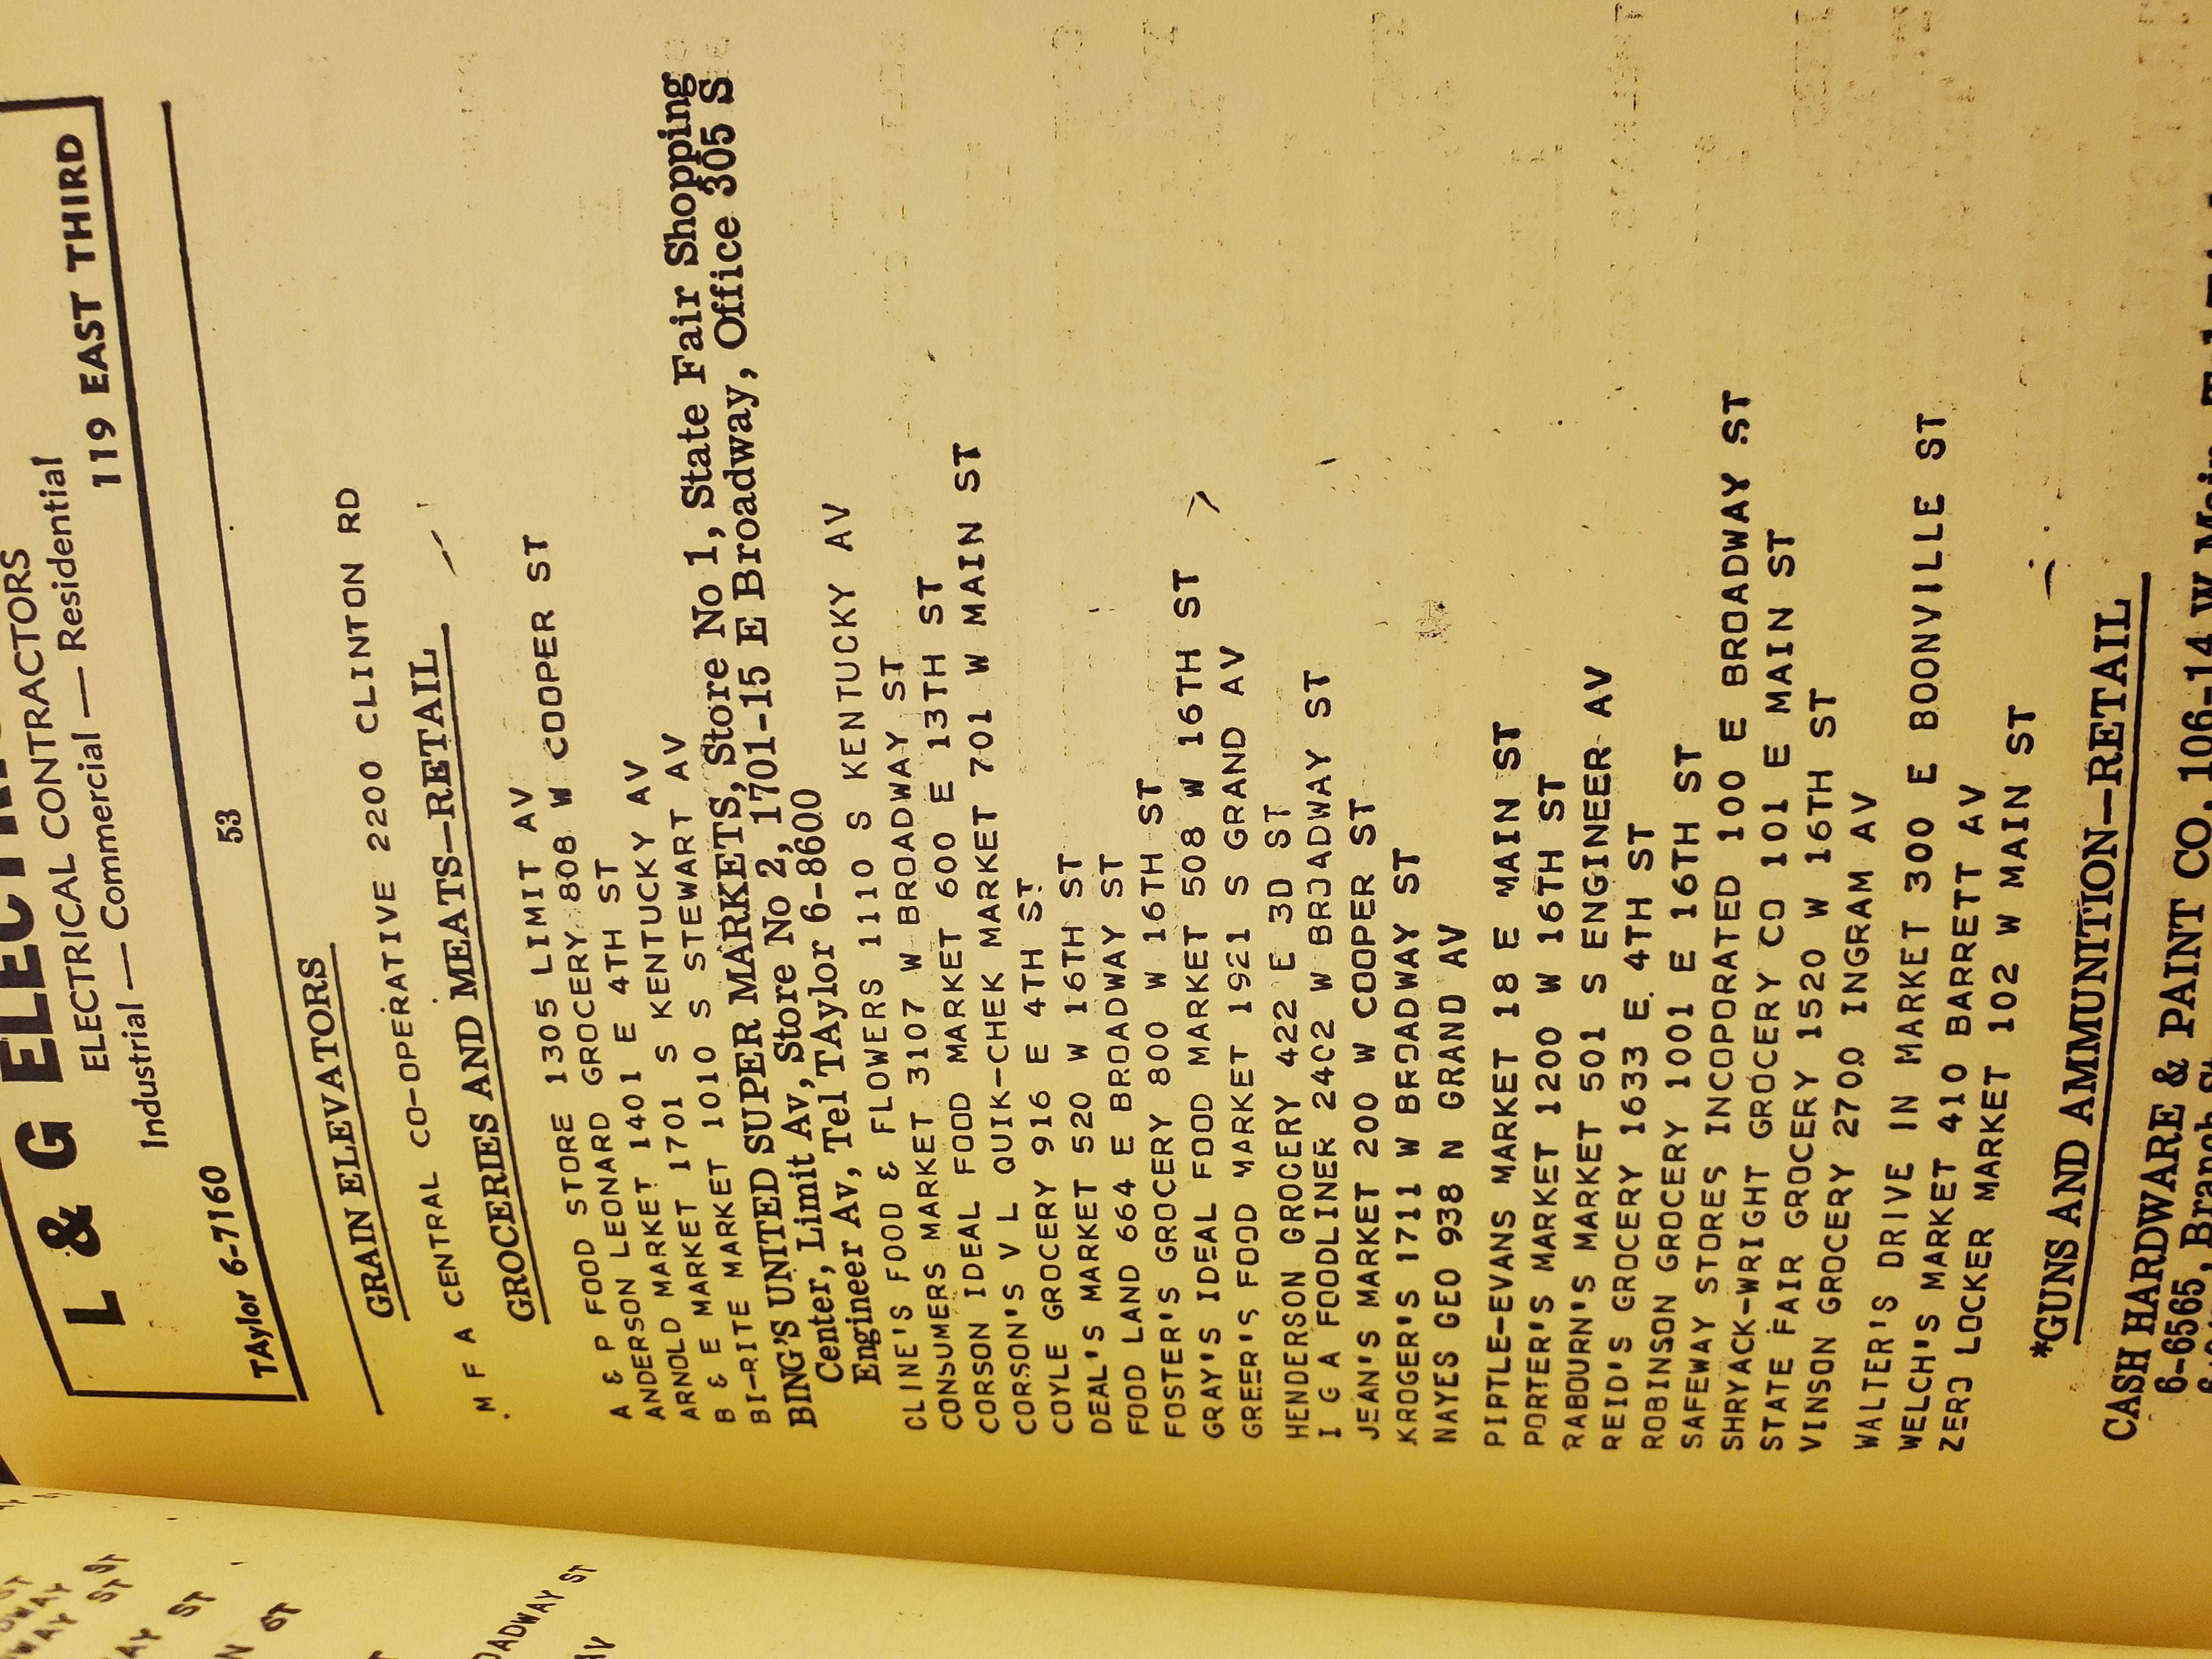 L & G
ELECTRICAL CONTRACTORS
Industrial — Commercial — Residential
TAylor 6-7160
119 EAST THIRD
53
GRAIN ELEVATORS
M F A CENTRAL CO-OPERATIVE 2200 CLINTON RD
GROCERIES AND MEATS—RETAIL
A & P FOOD STORE 1305 LIMIT AV
ANDERSON LEONARD GROCERY 808 W COOPER ST
ARNOLD MARKET 1401 E 4TH ST
B & E MARKET 1701 S KENTUCKY AV
BI-RITE MARKET 1010 S STEWART AV
BING'S UNITED SUPER MARKETS, Store No 1, State Fair Shopping
Center, Limit Av, Store No 2, 1701-15 E Broadway, Office 305 S
Engineer Av, Tel TAylor 6-8600
CLINE'S FOOD & FLOWERS 1110 S KENTUCKY AV
CONSUMERS MARKET 3107 W BROADWAY ST
CORSON IDEAL FOOD MARKET 600 E 13TH ST
CORSON'S V L QUIK-CHEK MARKET 701 W MAIN ST
COYLE GROCERY 916 E 4TH ST
DEAL'S MARKET 520 W 16TH ST
FOOD LAND 664 E BROADWAY ST
FOSTER'S GROCERY 800 W 16TH ST
GRAY'S IDEAL FOOD MARKET 508 W 16TH ST
GREER'S FOOD MARKET 1921 S GRAND AV
HENDERSON GROCERY 422 E 3D ST
I G A FOODLINER 2402 W BROADWAY ST
JEAN'S MARKET 200 W COOPER ST
KROGER'S 1711 W BROADWAY ST
NAYES GEO 938 N GRAND AV
PIRTLE-EVANS MARKET 18 E MAIN ST
PORTER'S MARKET 1200 W 16TH ST
RABOURN'S MARKET 501 S ENGINEER AV
REID'S GROCERY 1633 E 4TH ST
ROBINSON GROCERY 1001 E 16TH ST
SAFEWAY STORES INCOPORATED 100 E BROADWAY ST
SHRYACK-WRIGHT GROCERY CO 101 E MAIN ST
STATE FAIR GROCERY 1520 W 16TH ST
VINSON GROCERY 2700 INGRAM AV
WALTER'S DRIVE IN MARKET 300 E BOONVILLE ST
WELCH'S MARKET 410 BARRETT AV
ZERO LOCKER MARKET 102 W MAIN ST
*GUNS AND AMMUNITION—RETAIL
CASH HARDWARE & PAINT CO. 106-14 W Main
6-6565, Branch